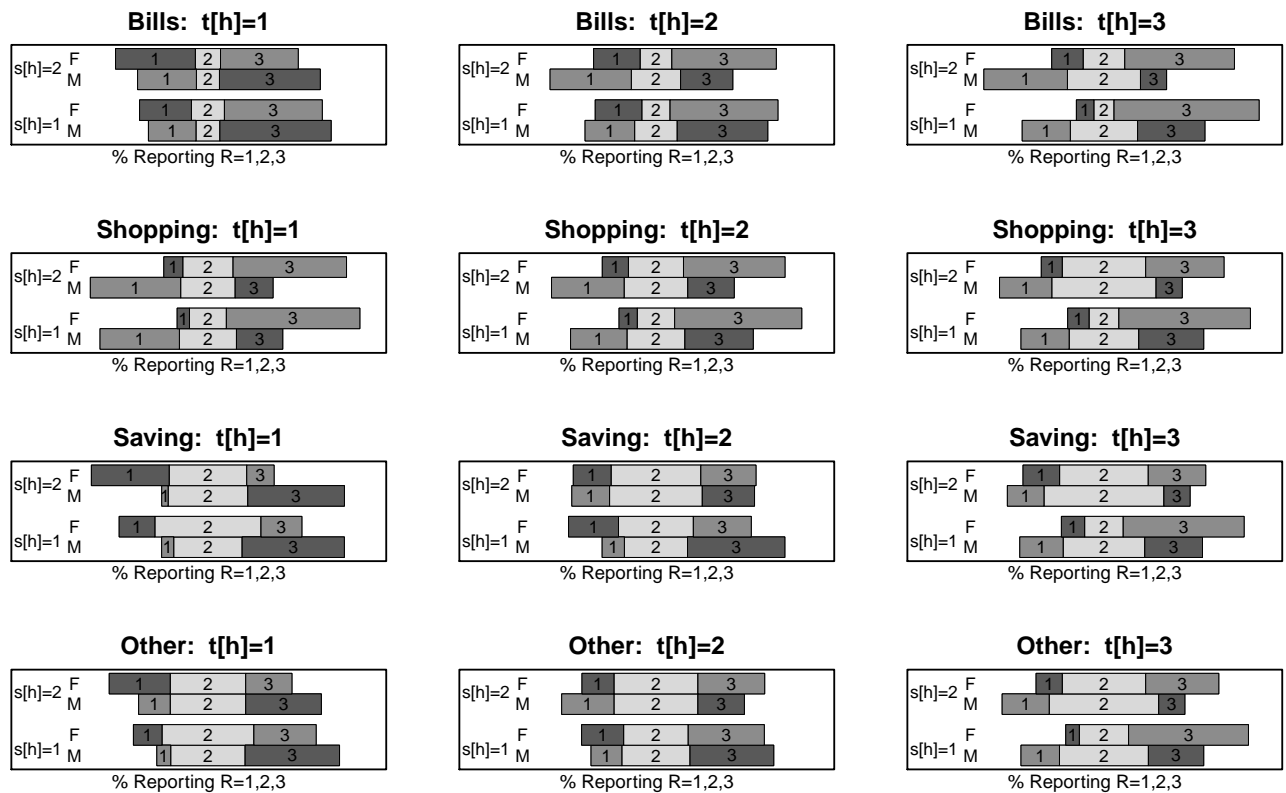 Bills: t[h]=1
s[h]=2 F 1 2 3
M 1 2 3
s[h]=1 F 1 2 3
M 1 2 3
% Reporting R=1,2,3
Bills: t[h]=2
s[h]=2 F 1 2 3
M 1 2 3
s[h]=1 F 1 2 3
M 1 2 3
% Reporting R=1,2,3
Bills: t[h]=3
s[h]=2 F 1 2 3
M 1 2 3
s[h]=1 F 1 2 3
M 1 2 3
% Reporting R=1,2,3
Shopping: t[h]=1
s[h]=2 F 1 2 3
M 1 2 3
s[h]=1 F 1 2 3
M 1 2 3
% Reporting R=1,2,3
Shopping: t[h]=2
s[h]=2 F 1 2 3
M 1 2 3
s[h]=1 F 1 2 3
M 1 2 3
% Reporting R=1,2,3
Shopping: t[h]=3
s[h]=2 F 1 2 3
M 1 2 3
s[h]=1 F 1 2 3
M 1 2 3
% Reporting R=1,2,3
Saving: t[h]=1
s[h]=2 F 1 2 3
M 1 2 3
s[h]=1 F 1 2 3
M 1 2 3
% Reporting R=1,2,3
Saving: t[h]=2
s[h]=2 F 1 2 3
M 1 2 3
s[h]=1 F 1 2 3
M 1 2 3
% Reporting R=1,2,3
Saving: t[h]=3
s[h]=2 F 1 2 3
M 1 2 3
s[h]=1 F 1 2 3
M 1 2 3
% Reporting R=1,2,3
Other: t[h]=1
s[h]=2 F 1 2 3
M 1 2 3
s[h]=1 F 1 2 3
M 1 2 3
% Reporting R=1,2,3
Other: t[h]=2
s[h]=2 F 1 2 3
M 1 2 3
s[h]=1 F 1 2 3
M 1 2 3
% Reporting R=1,2,3
Other: t[h]=3
s[h]=2 F 1 2 3
M 1 2 3
s[h]=1 F 1 2 3
M 1 2 3
% Reporting R=1,2,3